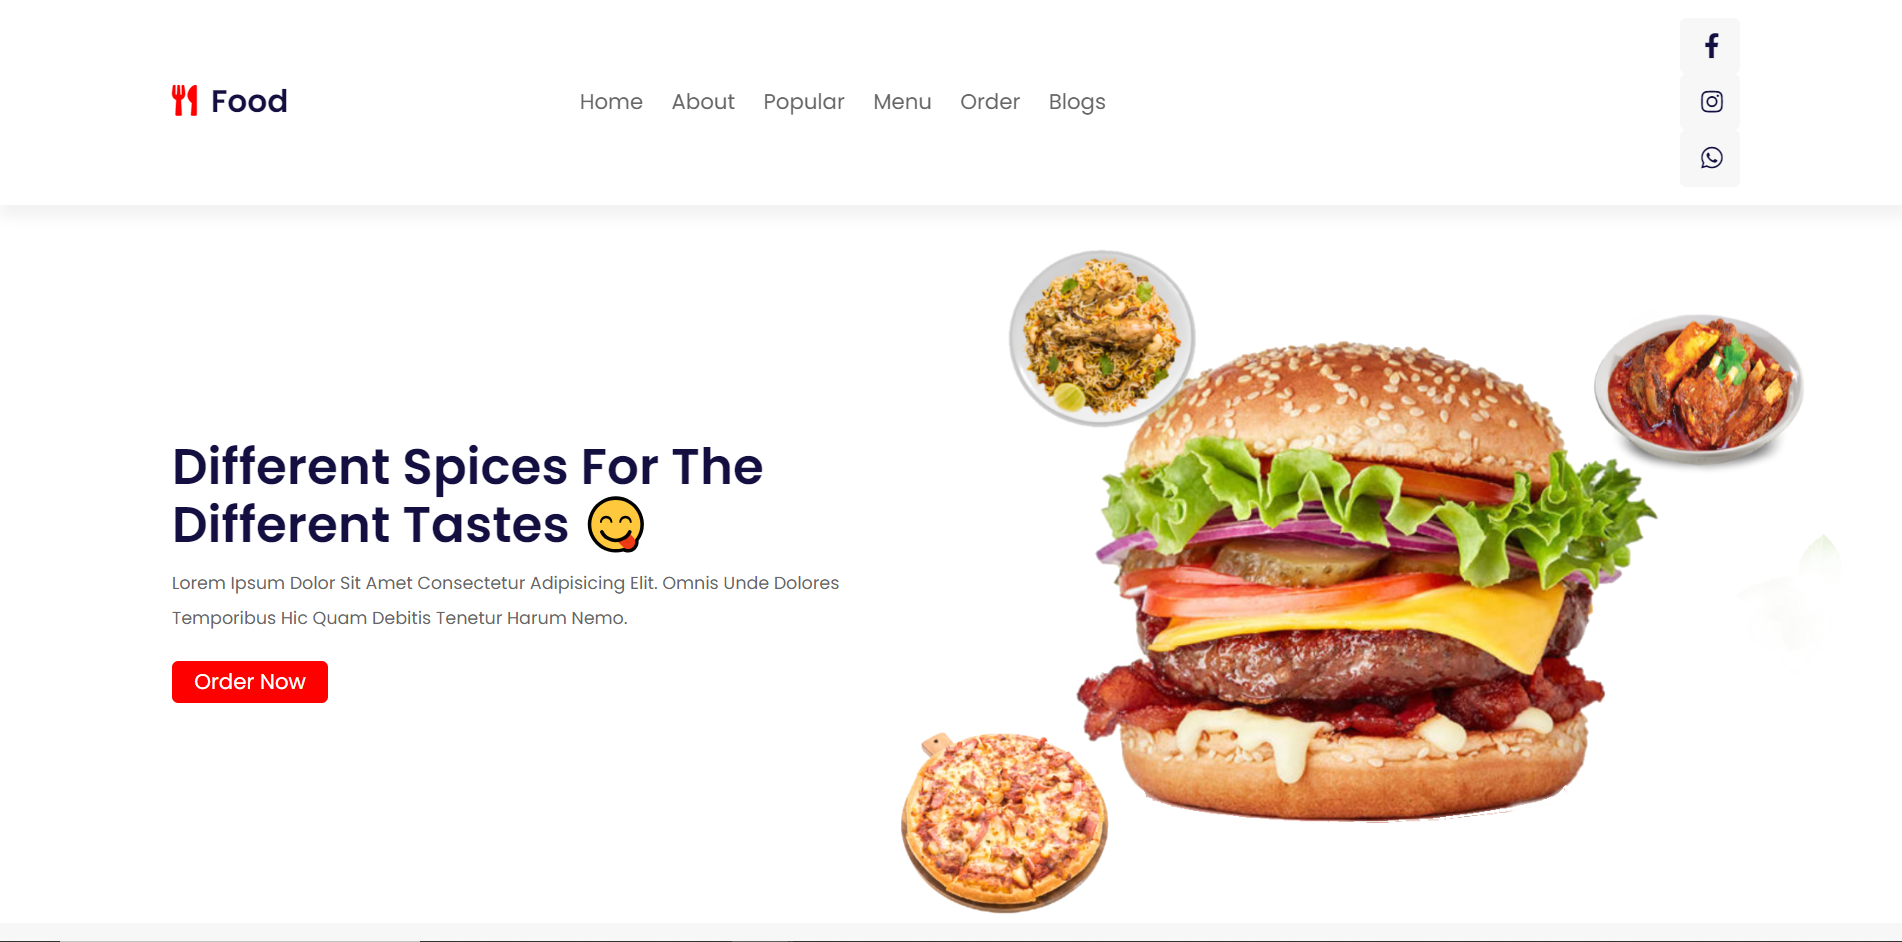 Food
Home About Popular Menu Order Blogs
Different Spices For The
Different Tastes 😋
Lorem Ipsum Dolor Sit Amet Consectetur Adipisicing Elit. Omnis Unde Dolores
Temporibus Hic Quam Debitis Tenetur Harum Nemo.
Order Now